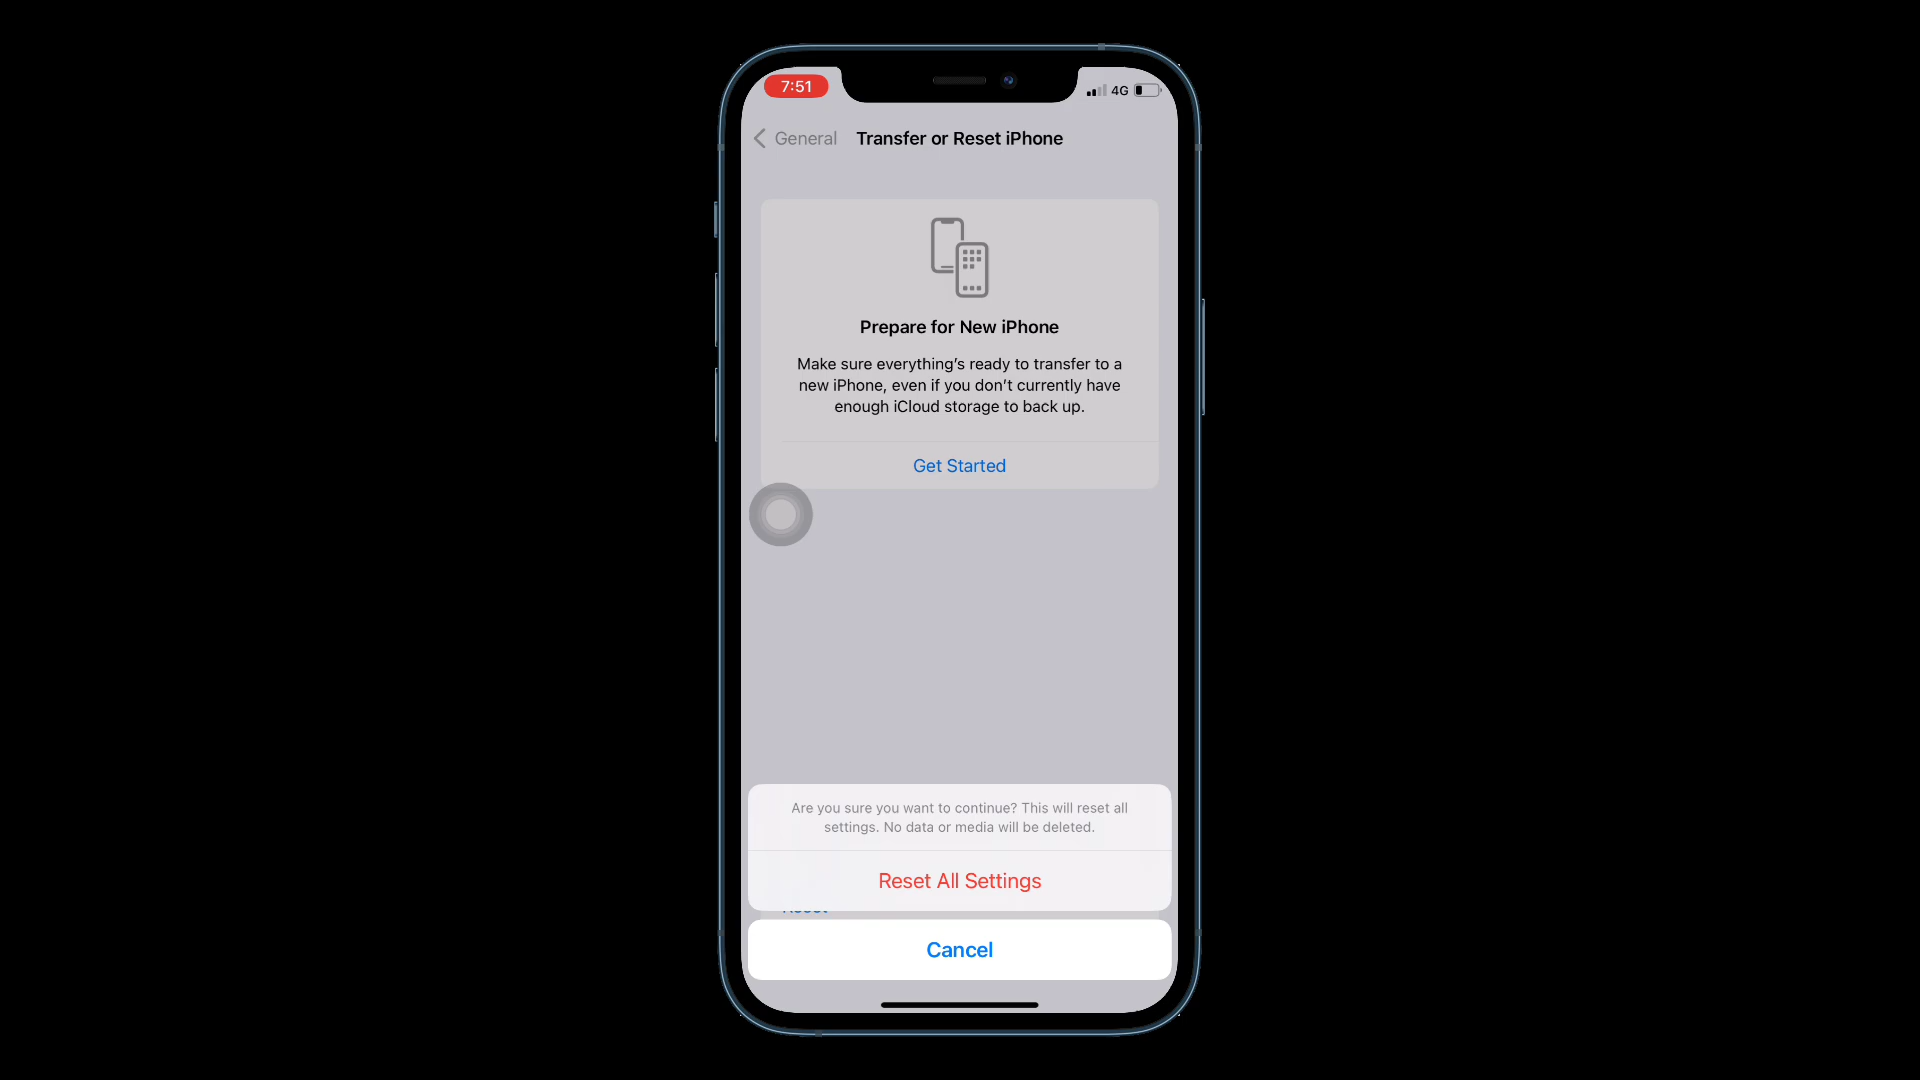 7:51
4G
General
Transfer or Reset iPhone
Prepare for New iPhone
Make sure everything's ready to transfer to a
new iPhone, even if you don't currently have
enough iCloud storage to back up.
Get Started
Are you sure you want to continue? This will reset all
settings. No data or media will be deleted.
Reset All Settings
Reset
Cancel